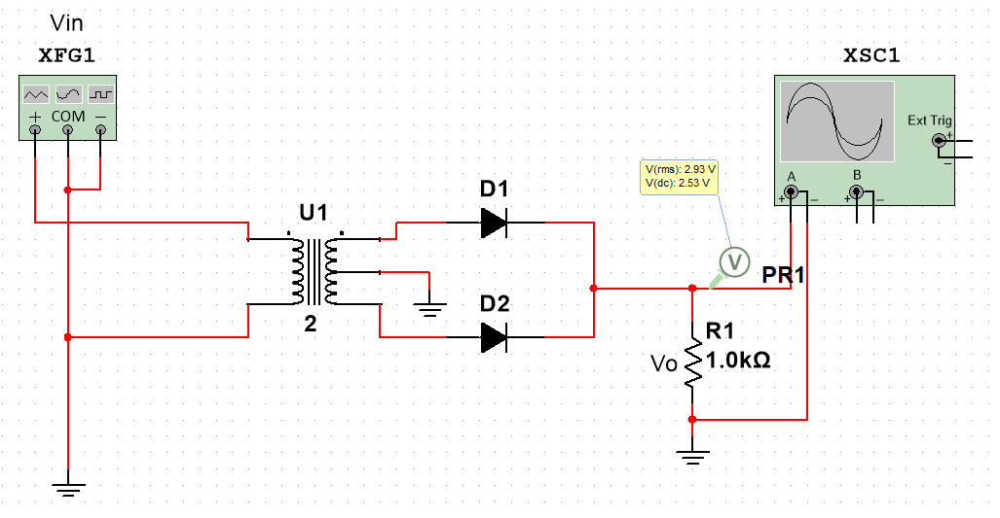 Vin
XFG1
+ COM −
XSC1
Ext Trig
+
−
A
B
+ − + −
V(rms): 2.93 V
V(dc): 2.53 V
D1
U1
V
PR1
D2
2
R1
Vo
1.0kΩ